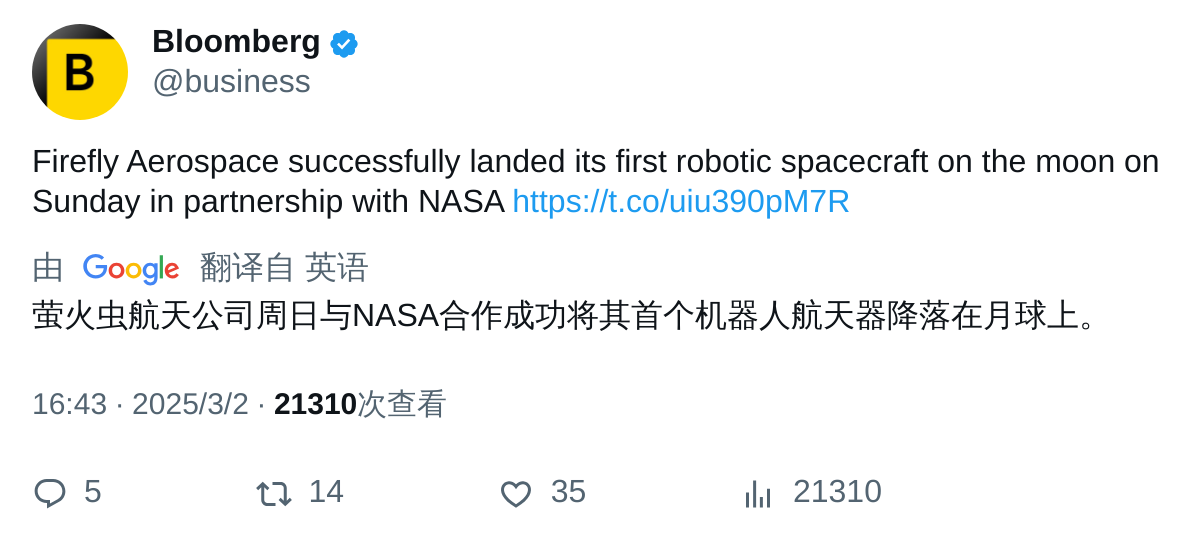 B
Bloomberg
@business
Firefly Aerospace successfully landed its first robotic spacecraft on the moon on
Sunday in partnership with NASA https://t.co/uiu390pM7R
由 Google 翻译自 英语
萤火虫航天公司周日与NASA合作成功将其首个机器人航天器降落在月球上。
16:43 · 2025/3/2 · 21310次查看
5 14 35 21310